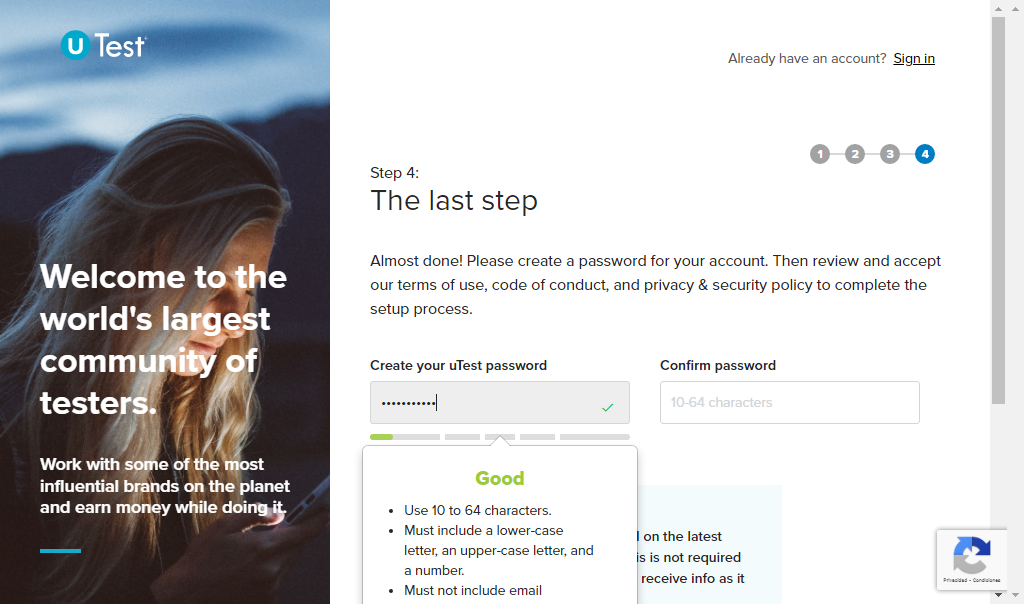 U Test
Already have an account? Sign in
1 2 3 4
Step 4:
The last step
Welcome to the
world's largest
community of
testers.
Almost done! Please create a password for your account. Then review and accept
our terms of use, code of conduct, and privacy & security policy to complete the
setup process.
Create your uTest password
Confirm password
10-64 characters
Work with some of the most
influential brands on the planet
and earn money while doing it.
Good
Use 10 to 64 characters.
Must include a lower-case
letter, an upper-case letter, and
a number.
Must not include email
on the latest
is not required
receive info as it
Privacidad - Condiciones